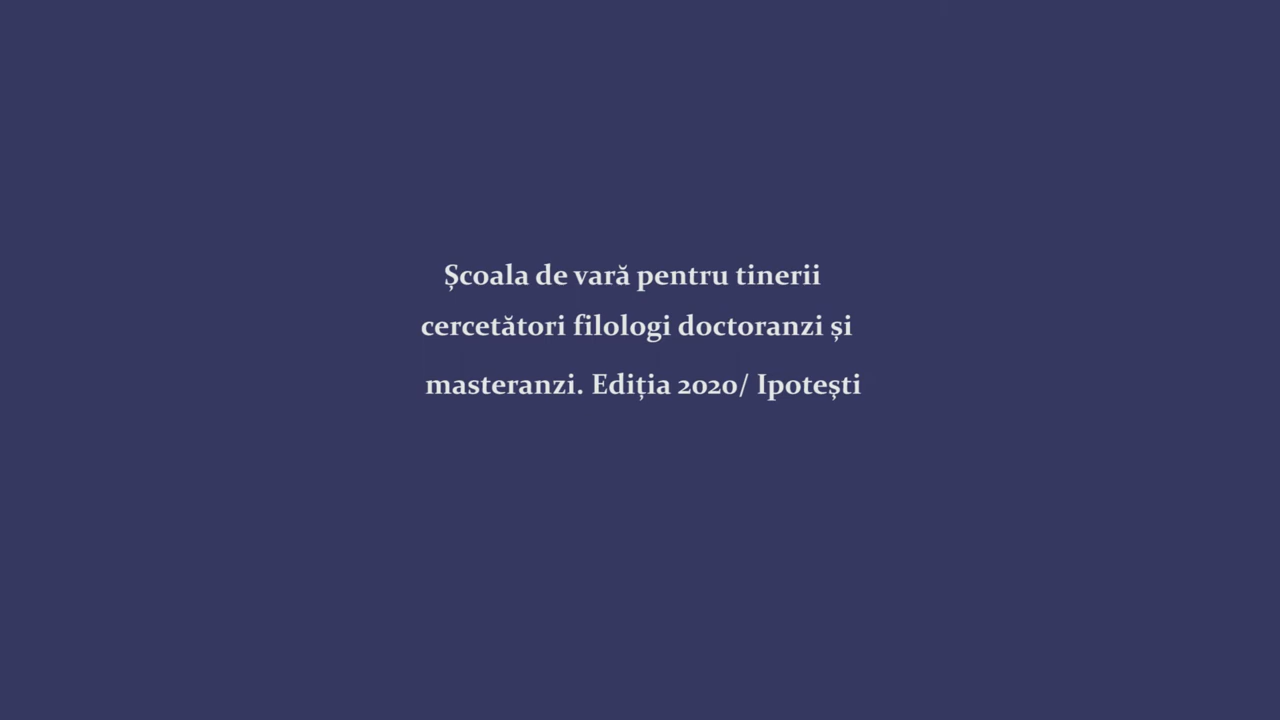 Școala de vară pentru tinerii
cercetători filologi doctoranzi și
masteranzi. Ediția 2020/ Ipotești